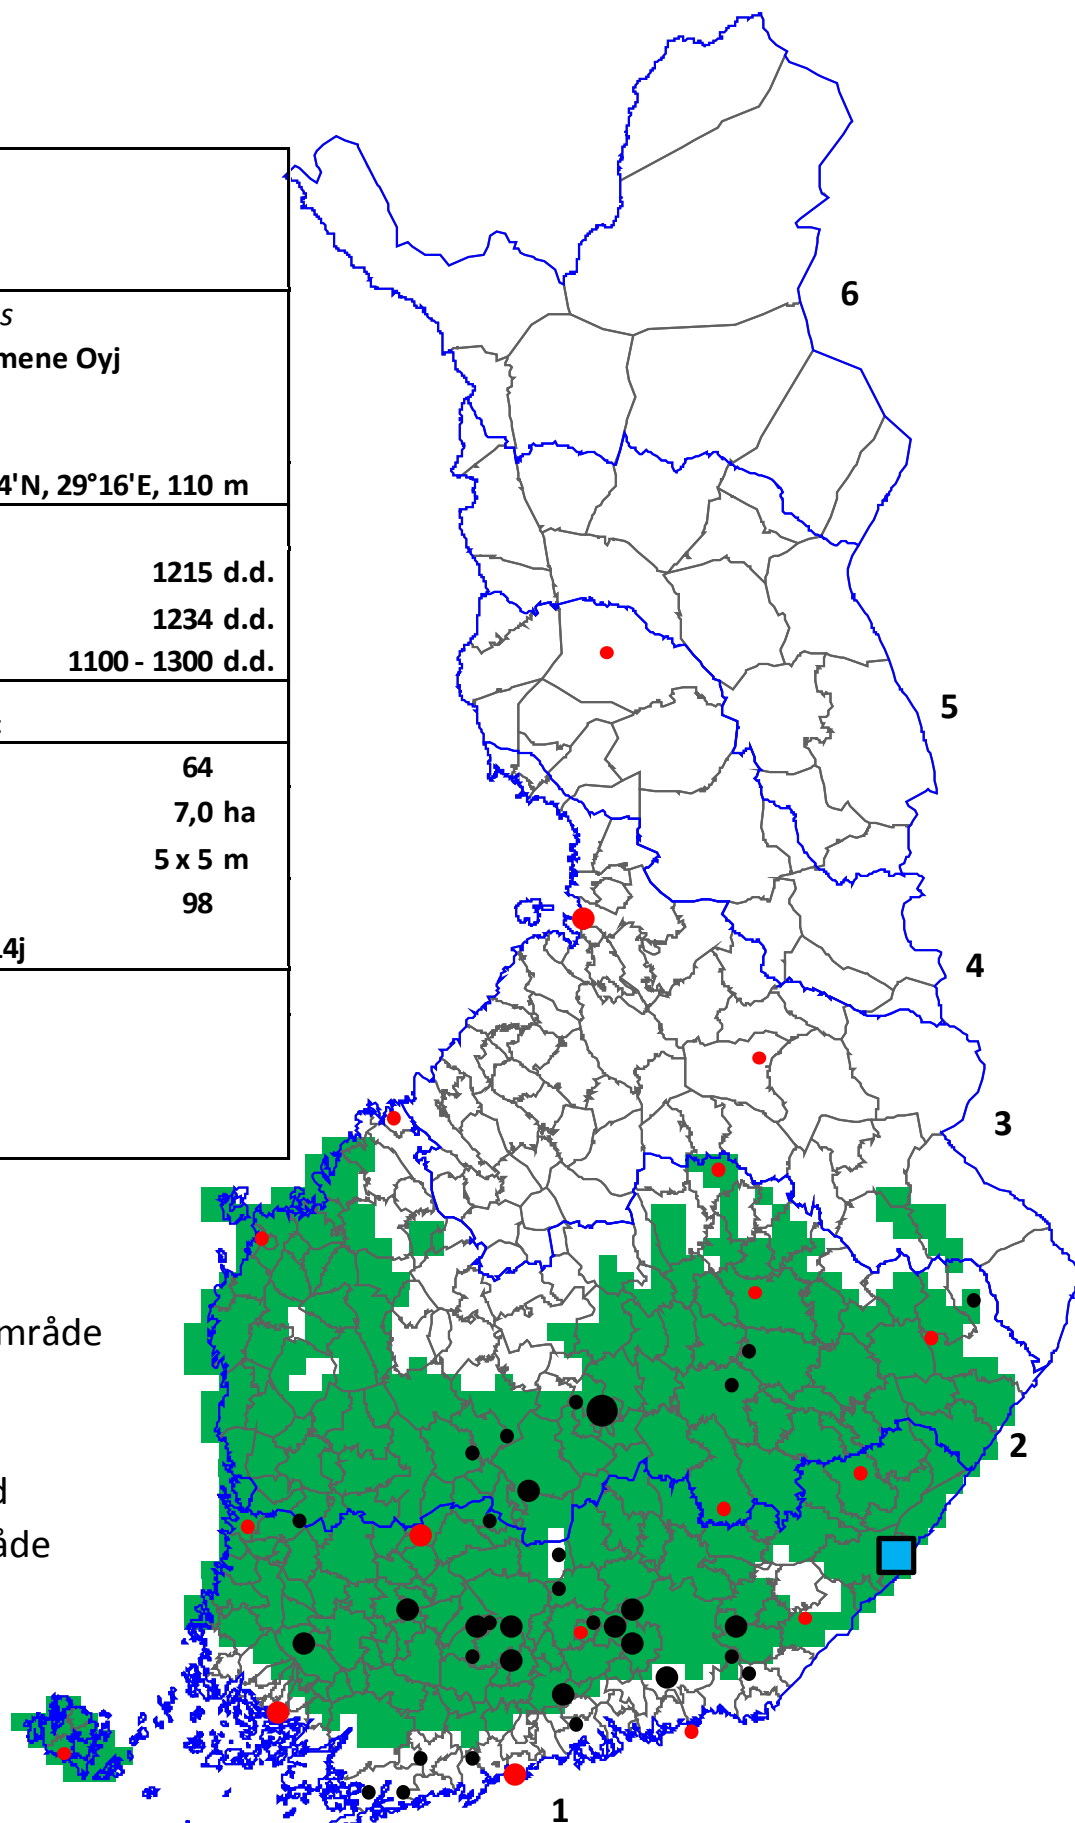 s
mene Oyj
4'N, 29°16'E, 110 m
1215 d.d.
1234 d.d.
1100 - 1300 d.d.
64
7,0 ha
5 x 5 m
98
14j
mråde
d
åde
6
5
4
3
2
1